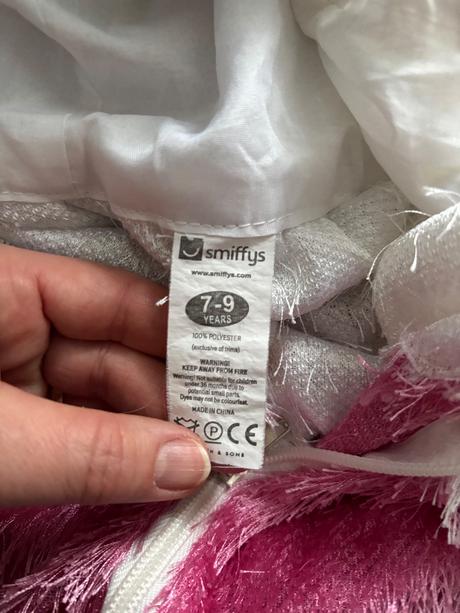 smiffys
www.smiffys.com
7-9
YEARS
100% POLYESTER
(exclusive of trims)
WARNING!
KEEP AWAY FROM FIRE
Warning! Not suitable for children
under 36 months due to
potential small parts.
Dyes may not be colourfast.
MADE IN CHINA
P CE
& SONS